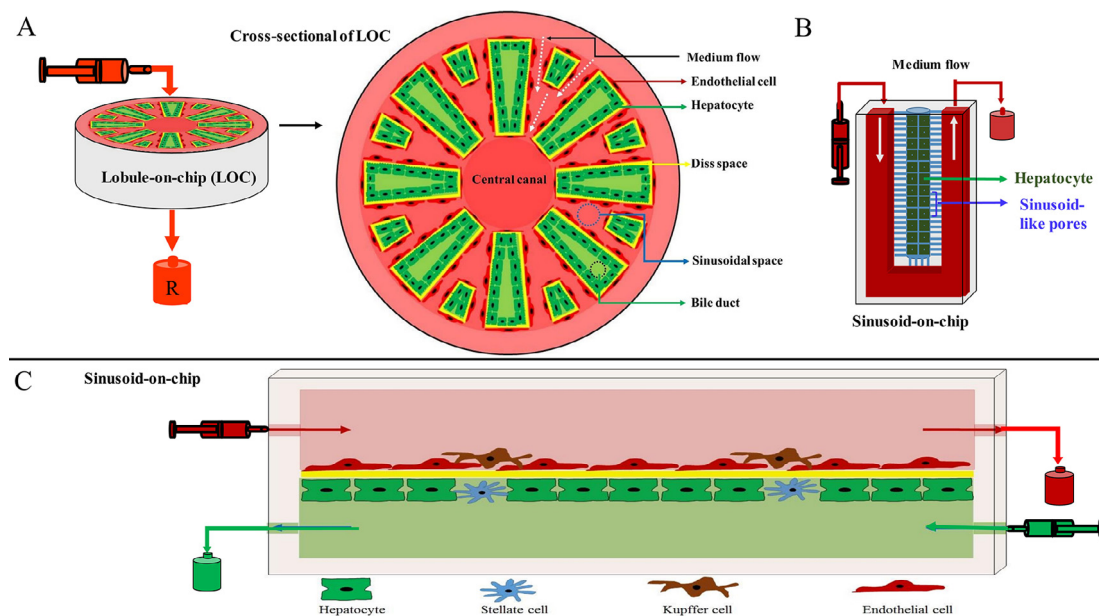 A
Cross-sectional of LOC
Medium flow
Endothelial cell
Hepatocyte
Diss space
Central canal
Sinusoidal space
Bile duct
Lobule-on-chip (LOC)
R
B
Medium flow
Hepatocyte
Sinusoid-
like pores
Sinusoid-on-chip
C
Sinusoid-on-chip
Hepatocyte
Stellate cell
Kupffer cell
Endothelial cell